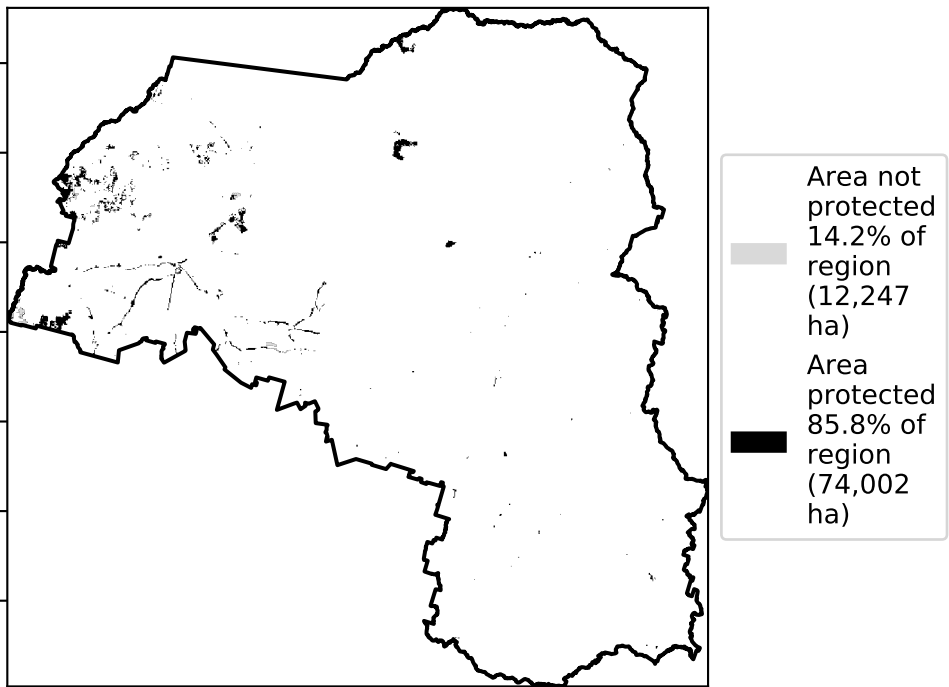 Area not
protected
14.2% of
region
(12,247
ha)
Area
protected
85.8% of
region
(74,002
ha)